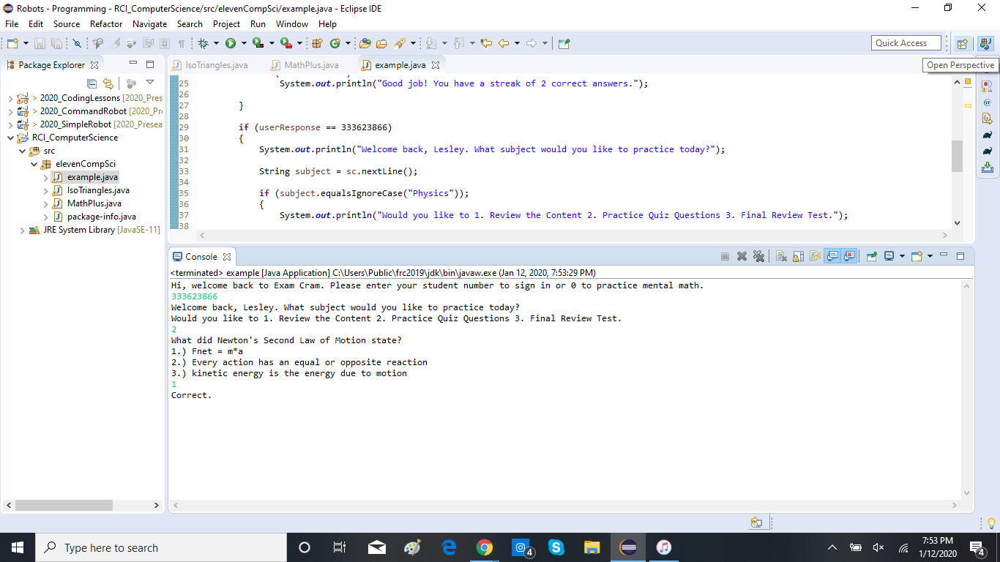 Robots - Programming - RCI_ComputerScience/src/elevenCompSci/example.java - Eclipse IDE
File Edit Source Refactor Navigate Search Project Run Window Help
Quick Access
Open Perspective
Package Explorer
2020_CodingLessons [2020_Pres
2020_CommandRobot [2020_Pr
2020_SimpleRobot [2020_Presea
RCI_ComputerScience
src
elevenCompSci
example.java
IsoTriangles.java
MathPlus.java
package-info.java
JRE System Library [JavaSE-11]
IsoTriangles.java MathPlus.java example.java
25 System.out.println("Good job! You have a streak of 2 correct answers.");
26
27 }
28
29 if (userResponse == 333623866)
30 {
31 System.out.println("Welcome back, Lesley. What subject would you like to practice today?");
32
33 String subject = sc.nextLine();
34
35 if (subject.equalsIgnoreCase("Physics"));
36 {
37 System.out.println("Would you like to 1. Review the Content 2. Practice Quiz Questions 3. Final Review Test.");
38
Console
<terminated> example [Java Application] C:\Users\Public\frc2019\jdk\bin\javaw.exe (Jan 12, 2020, 7:53:29 PM)
Hi, welcome back to Exam Cram. Please enter your student number to sign in or 0 to practice mental math.
333623866
Welcome back, Lesley. What subject would you like to practice today?
Would you like to 1. Review the Content 2. Practice Quiz Questions 3. Final Review Test.
2
What did Newton's Second Law of Motion state?
1.) Fnet = m*a
2.) Every action has an equal or opposite reaction
3.) kinetic energy is the energy due to motion
1
Correct.
Type here to search
4
7:53 PM
1/12/2020
4